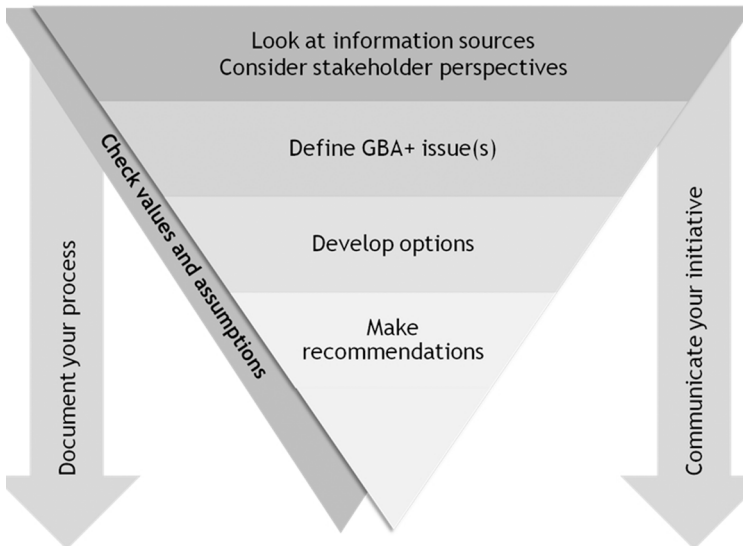 Look at information sources
Consider stakeholder perspectives
Define GBA+ issue(s)
Develop options
Make
recommendations
Check values and assumptions
Document your process
Communicate your initiative